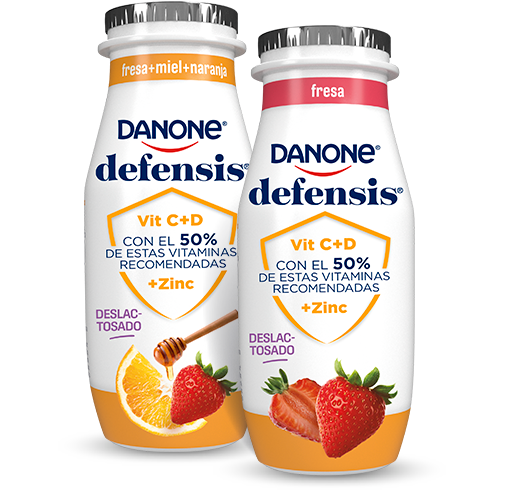 fresa+miel+naranja
DANONE®
defensis®
Vit C+D
CON EL 50%
DE ESTAS VITAMINAS
RECOMENDADAS
+Zinc
DESLAC-
TOSADO
fresa
DANONE®
defensis®
Vit C+D
CON EL 50%
DE ESTAS VITAMINAS
RECOMENDADAS
+Zinc
DESLAC-
TOSADO